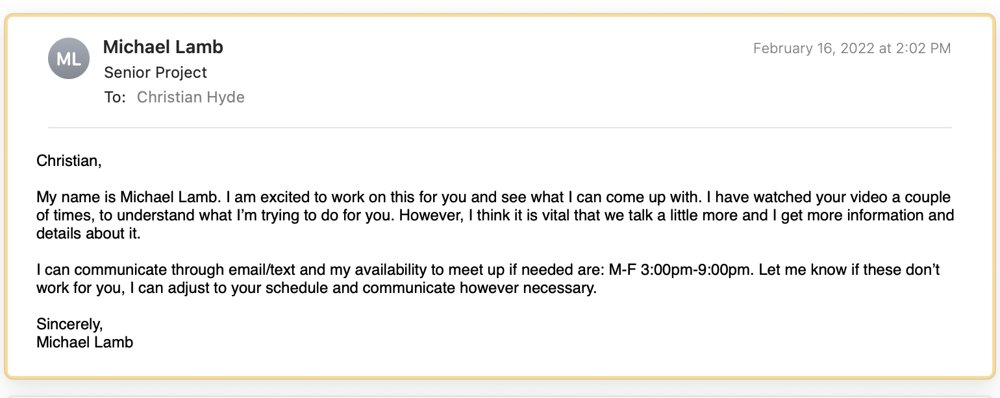 ML
Michael Lamb
February 16, 2022 at 2:02 PM
Senior Project
To: Christian Hyde
Christian,
My name is Michael Lamb. I am excited to work on this for you and see what I can come up with. I have watched your video a couple
of times, to understand what I’m trying to do for you. However, I think it is vital that we talk a little more and I get more information and
details about it.
I can communicate through email/text and my availability to meet up if needed are: M-F 3:00pm-9:00pm. Let me know if these don’t
work for you, I can adjust to your schedule and communicate however necessary.
Sincerely,
Michael Lamb